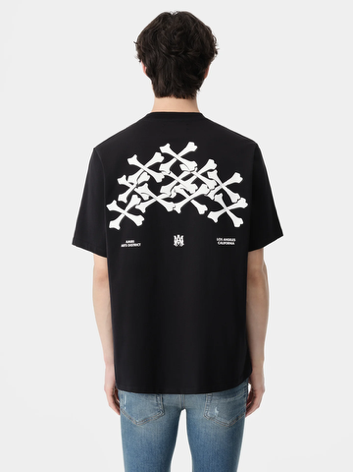 AMIRI
ARTS DISTRICT
LOS ANGELES
CALIFORNIA